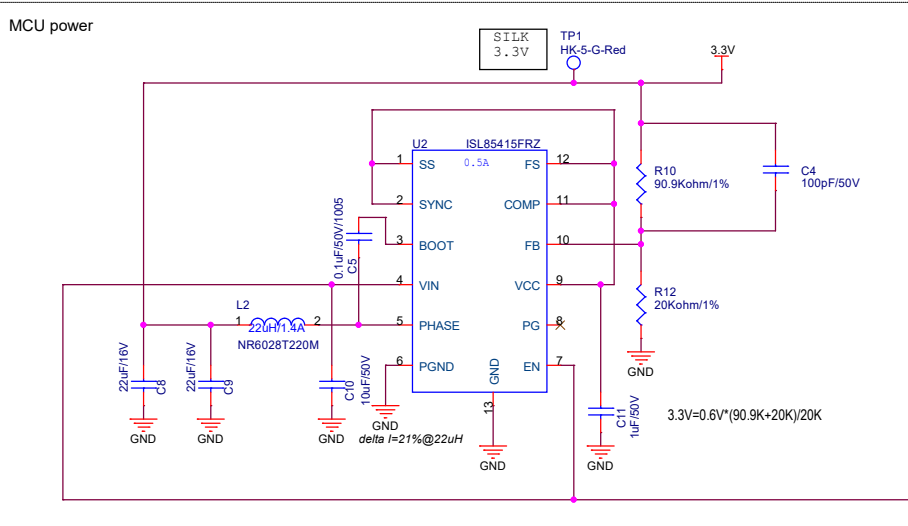 MCU power
SILK
3.3V
TP1
HK-5-G-Red
3.3V
U2 ISL85415FRZ
0.5A
1 SS FS 12
2 SYNC COMP 11
3 BOOT FB 10
4 VIN VCC 9
5 PHASE PG 8
6 PGND EN 7
GND
13
R10
90.9Kohm/1%
C4
100pF/50V
R12
20Kohm/1%
GND
0.1uF/50V/1005
C5
L2
1 2
22uH/1.4A
NR6028T220M
22uF/16V
C8
22uF/16V
C9
C10
10uF/50V
GND
GND
GND
GND
delta I=21%@22uH
GND
C11
1uF/50V
GND
3.3V=0.6V*(90.9K+20K)/20K